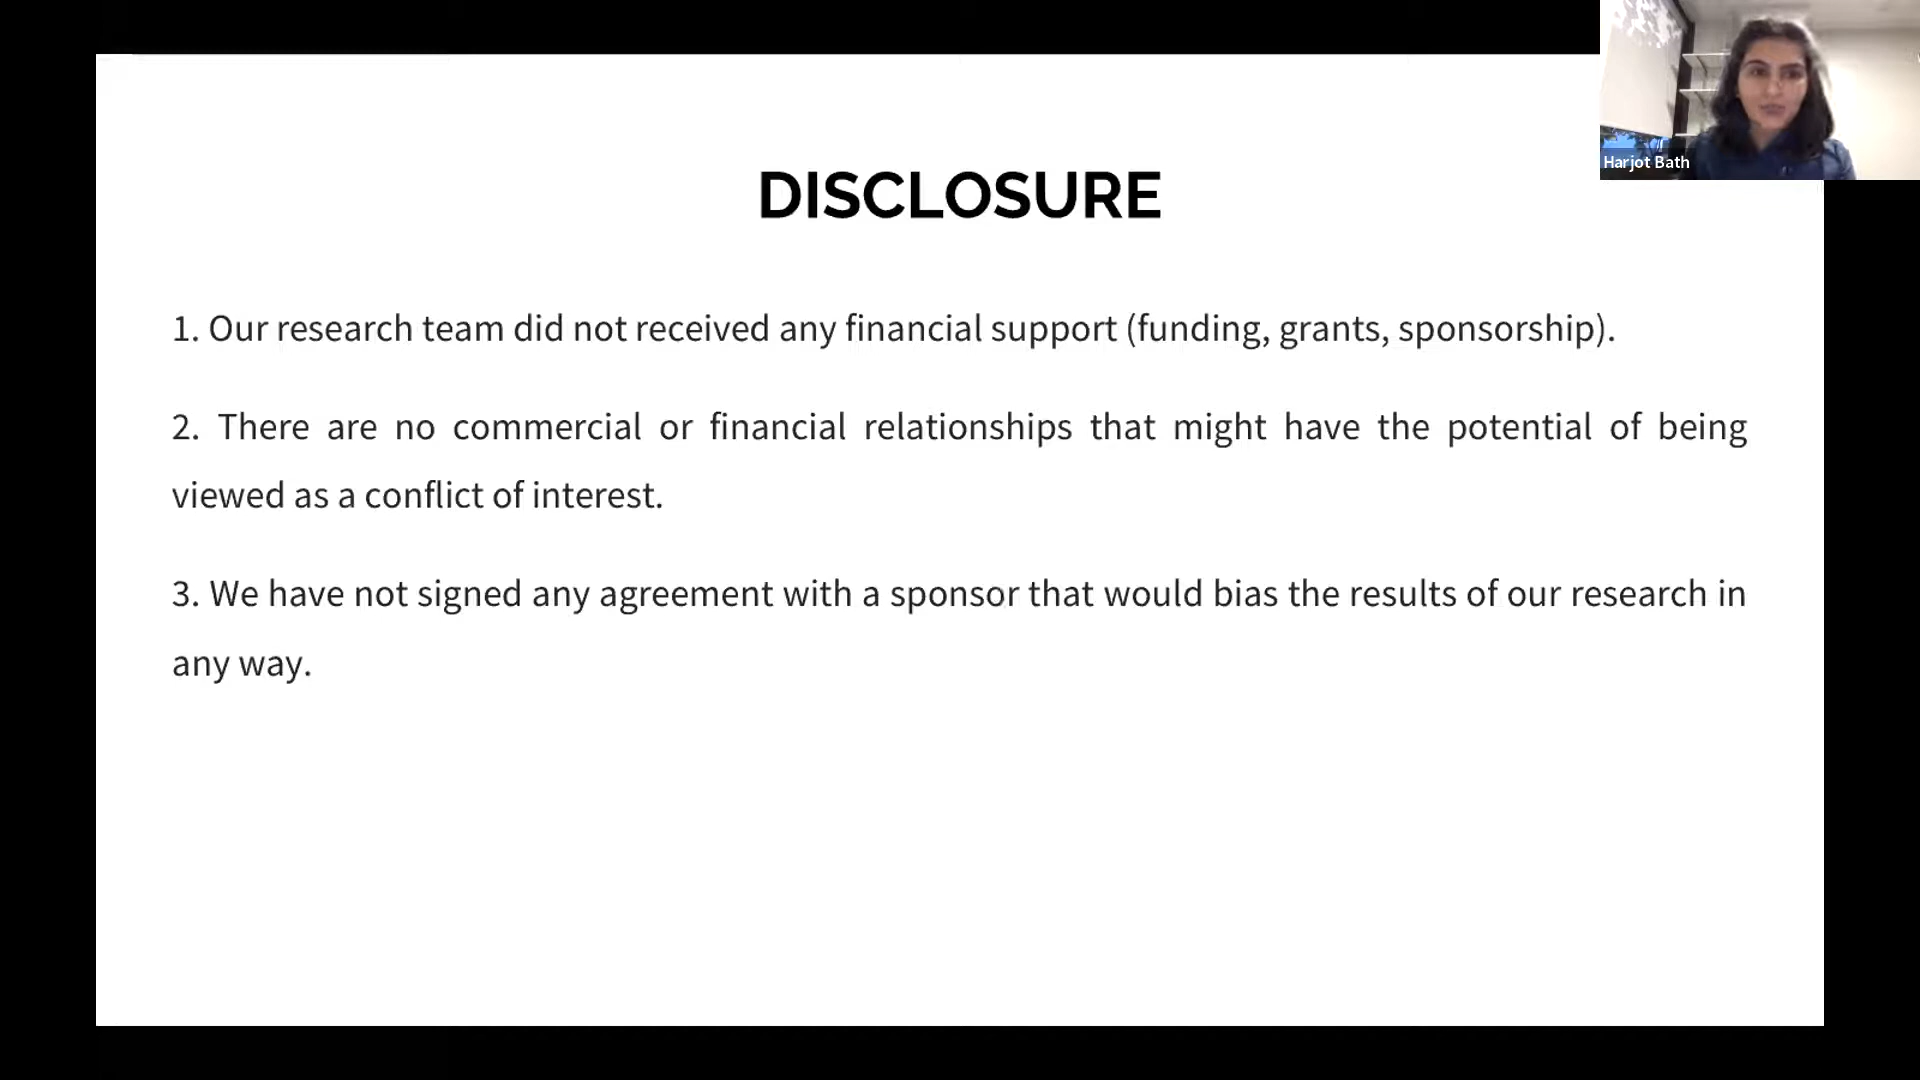 DISCLOSURE
Harjot Bath
1. Our research team did not received any financial support (funding, grants, sponsorship).
2. There are no commercial or financial relationships that might have the potential of being
viewed as a conflict of interest.
3. We have not signed any agreement with a sponsor that would bias the results of our research in
any way.